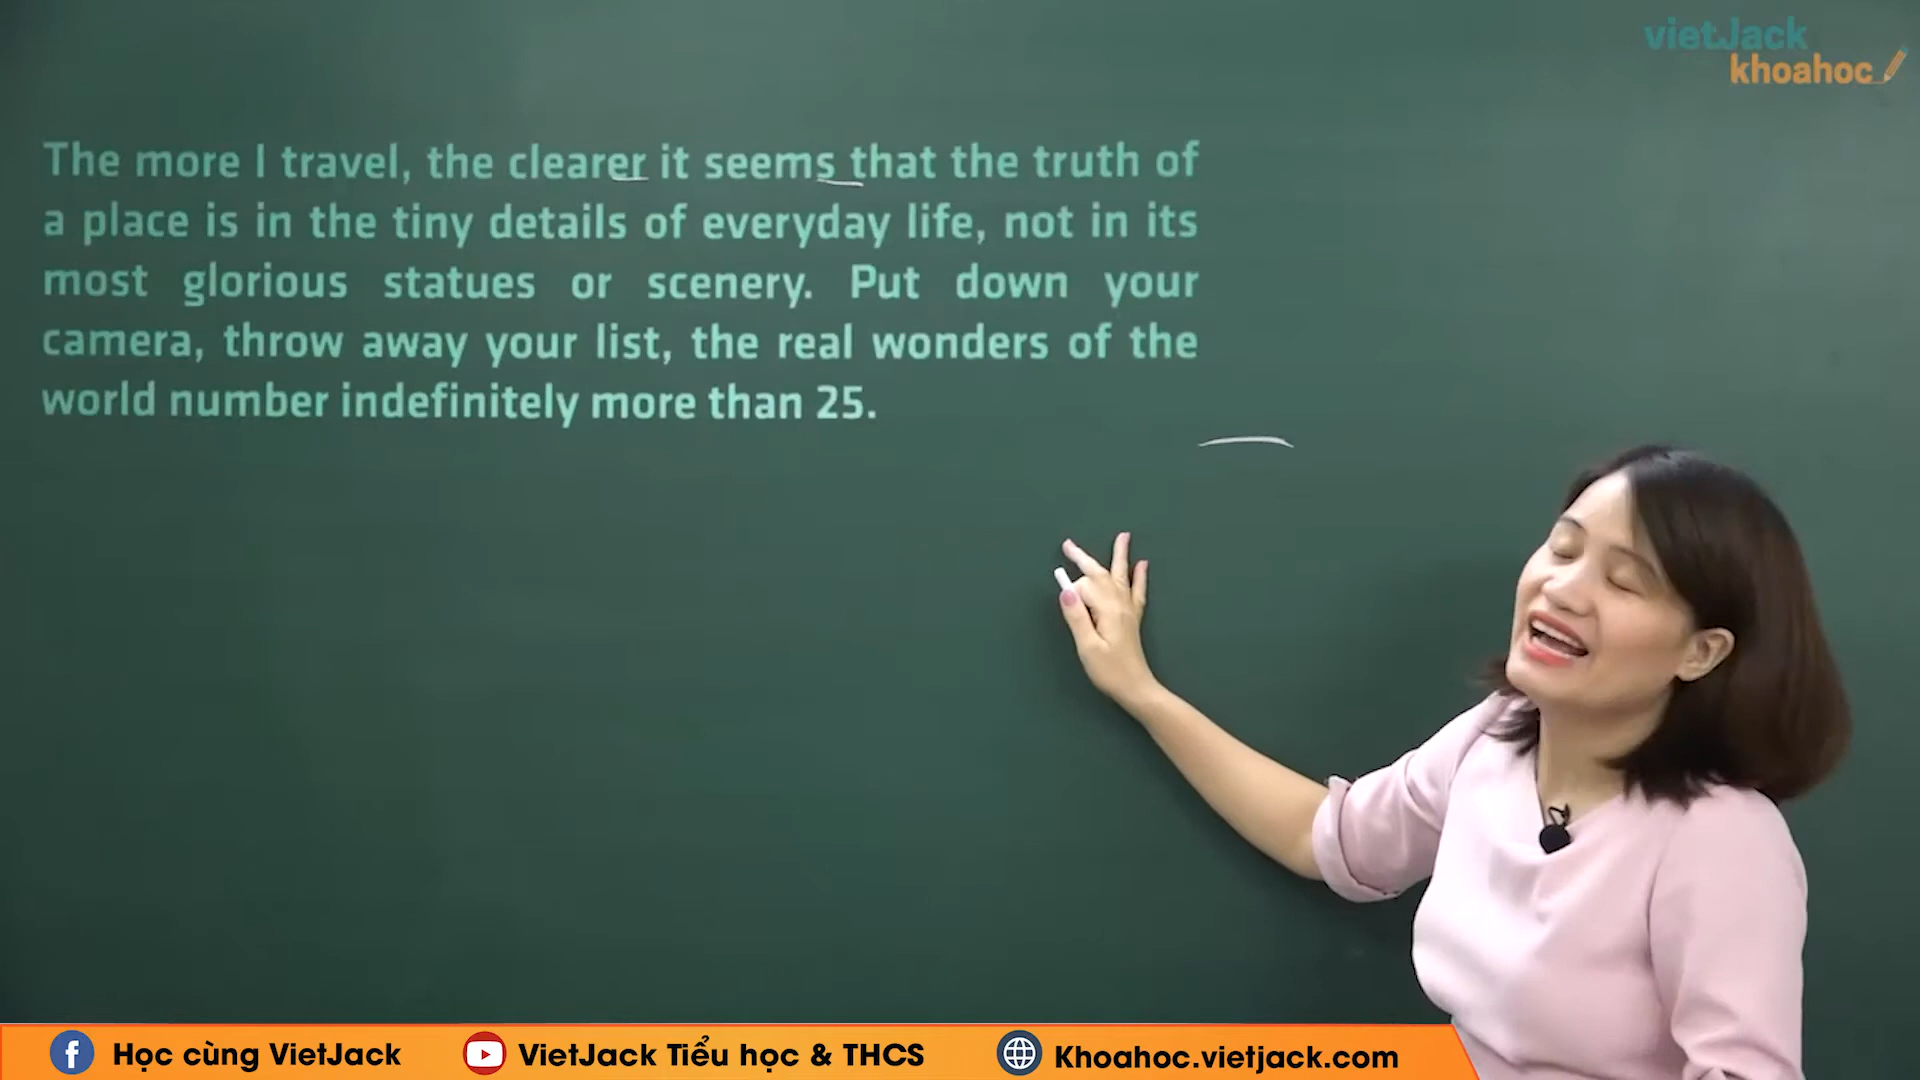 vietJack
khoahoc
The more I travel, the clearer it seems that the truth of
a place is in the tiny details of everyday life, not in its
most glorious statues or scenery. Put down your
camera, throw away your list, the real wonders of the
world number indefinitely more than 25.
Học cùng VietJack
VietJack Tiểu học & THCS
Khoahoc.vietjack.com